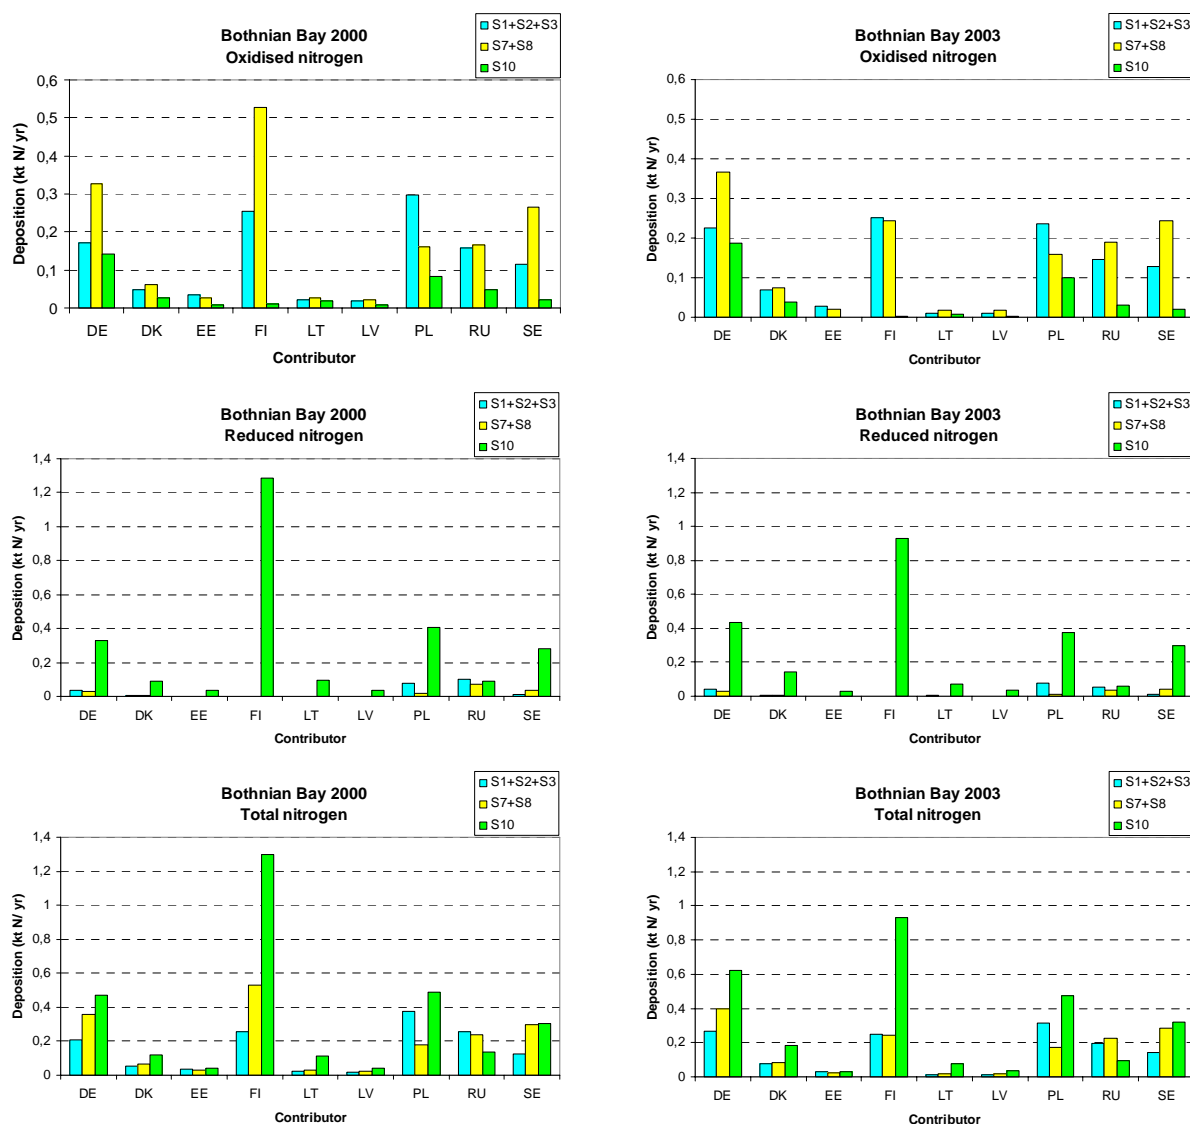 Bothnian Bay 2000
Oxidised nitrogen
S1+S2+S3
S7+S8
S10
Deposition (kt N/ yr)
0,6
0,5
0,4
0,3
0,2
0,1
0
DE DK EE FI LT LV PL RU SE
Contributor
Bothnian Bay 2003
Oxidised nitrogen
S1+S2+S3
S7+S8
S10
Deposition (kt N/ yr)
0,6
0,5
0,4
0,3
0,2
0,1
0
DE DK EE FI LT LV PL RU SE
Contributor
Bothnian Bay 2000
Reduced nitrogen
S1+S2+S3
S7+S8
S10
Deposition (kt N/ yr)
1,4
1,2
1
0,8
0,6
0,4
0,2
0
DE DK EE FI LT LV PL RU SE
Contributor
Bothnian Bay 2003
Reduced nitrogen
S1+S2+S3
S7+S8
S10
Deposition (kt N/ yr)
1,4
1,2
1
0,8
0,6
0,4
0,2
0
DE DK EE FI LT LV PL RU SE
Contributor
Bothnian Bay 2000
Total nitrogen
S1+S2+S3
S7+S8
S10
Deposition (kt N/ yr)
1,4
1,2
1
0,8
0,6
0,4
0,2
0
DE DK EE FI LT LV PL RU SE
Contributor
Bothnian Bay 2003
Total nitrogen
S1+S2+S3
S7+S8
S10
Deposition (kt N/ yr)
1,4
1,2
1
0,8
0,6
0,4
0,2
0
DE DK EE FI LT LV PL RU SE
Contributor